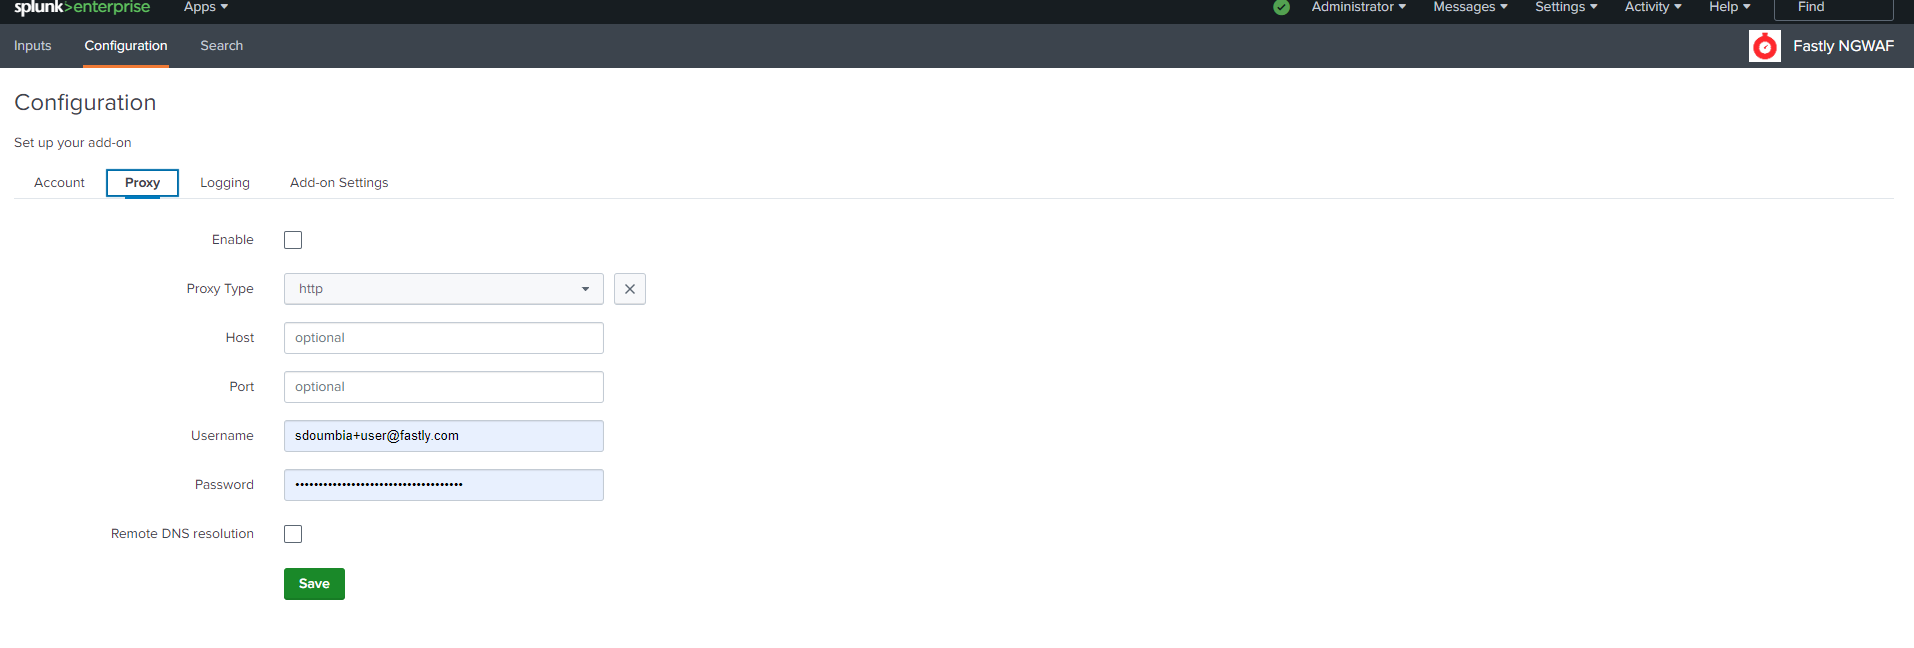 splunk>enterprise Apps Administrator Messages Settings Activity Help Find
Inputs Configuration Search Fastly NGWAF
Configuration
Set up your add-on
Account Proxy Logging Add-on Settings
Enable
Proxy Type http
Host optional
Port optional
Username sdoumbia+user@fastly.com
Password ••••••••••••••••••••••••••••••••••••
Remote DNS resolution
Save